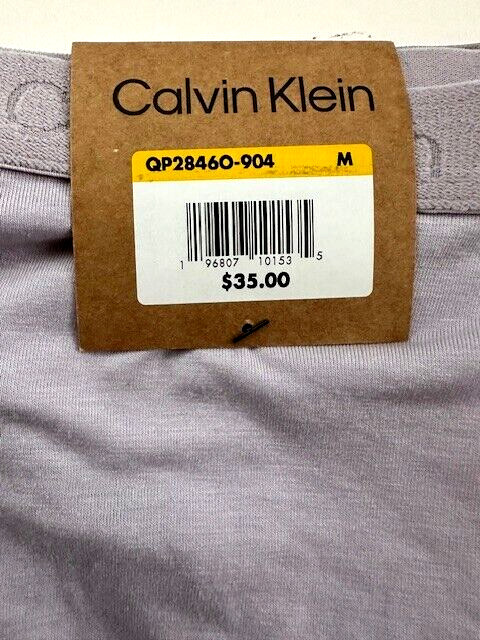 Calvin Klein
QP2846O-904 M
1 96807 10153 5
$35.00